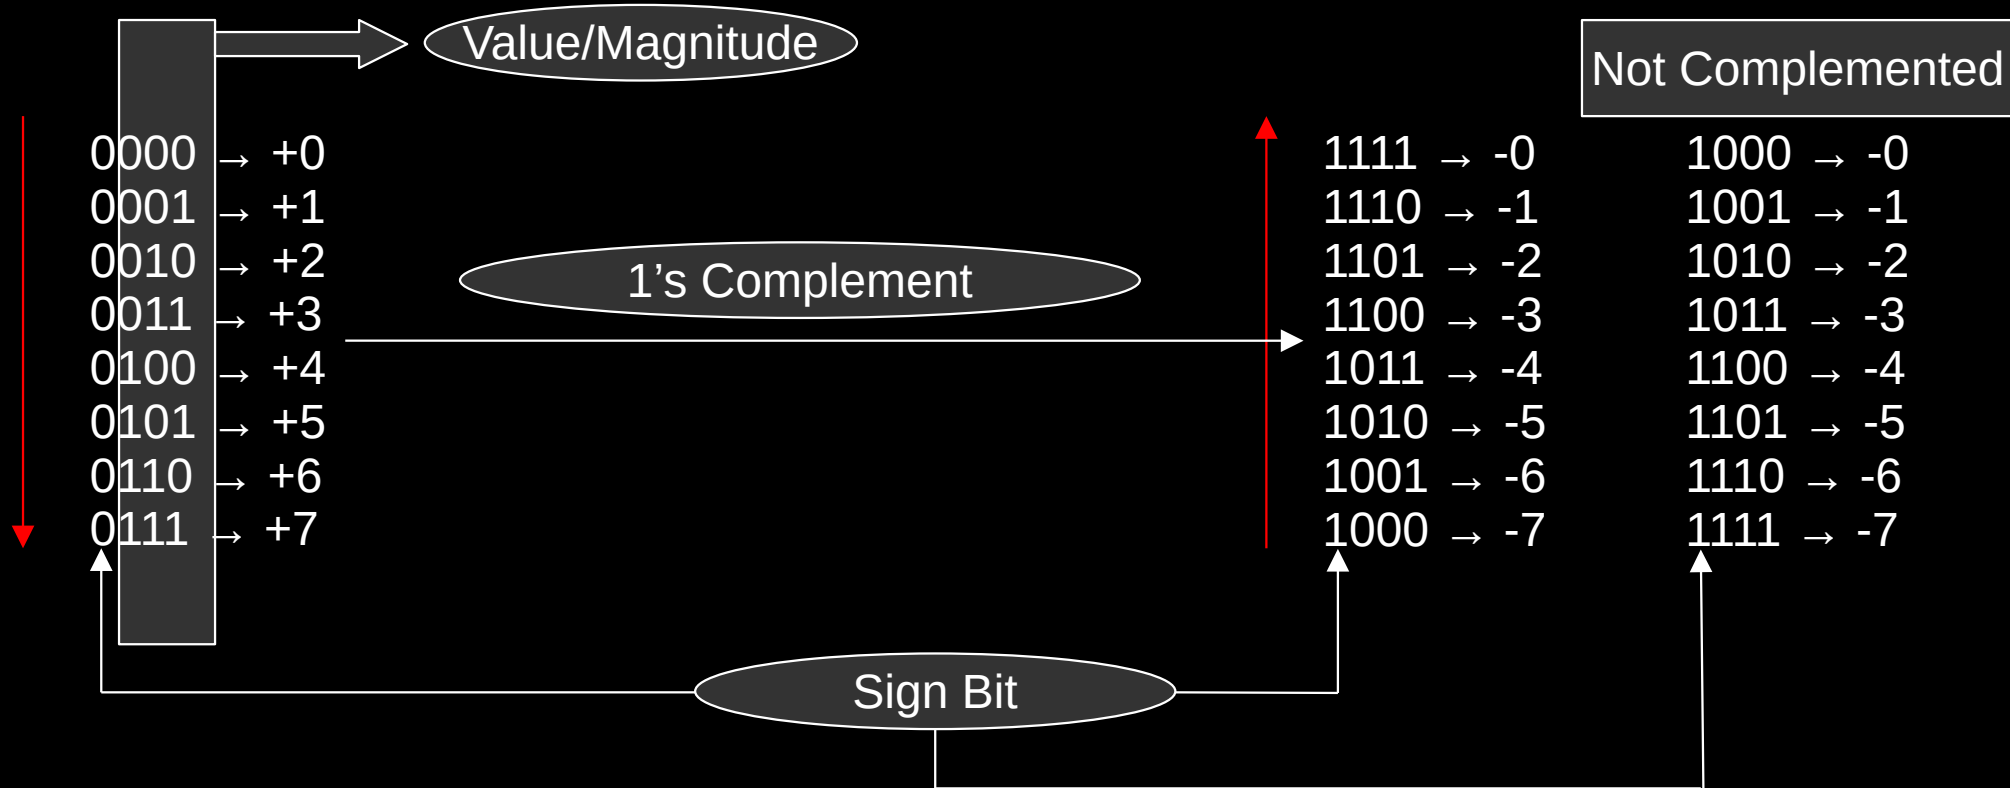 Value/Magnitude
Not Complemented
0000 → +0
0001 → +1
0010 → +2
0011 → +3
0100 → +4
0101 → +5
0110 → +6
0111 → +7
1’s Complement
1111 → -0
1110 → -1
1101 → -2
1100 → -3
1011 → -4
1010 → -5
1001 → -6
1000 → -7
1000 → -0
1001 → -1
1010 → -2
1011 → -3
1100 → -4
1101 → -5
1110 → -6
1111 → -7
Sign Bit